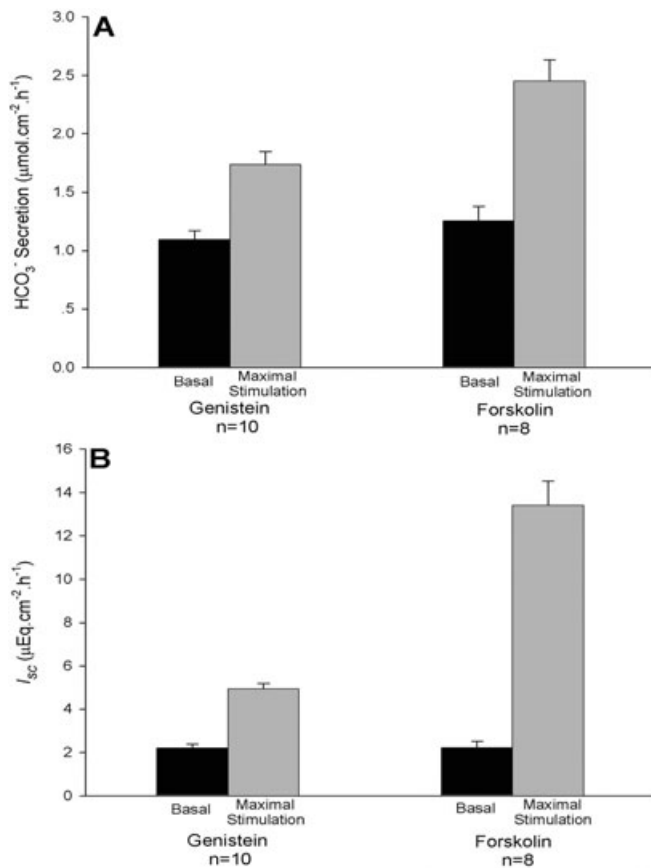 A
HCO₃⁻ Secretion (μmol.cm⁻².h⁻¹)
3.0
2.5
2.0
1.5
1.0
.5
0.0
Basal
Maximal
Stimulation
Basal
Maximal
Stimulation
Genistein
n=10
Forskolin
n=8
B
Isc (μEq.cm⁻².h⁻¹)
16
14
12
10
8
6
4
2
0
Basal
Maximal
Stimulation
Basal
Maximal
Stimulation
Genistein
n=10
Forskolin
n=8